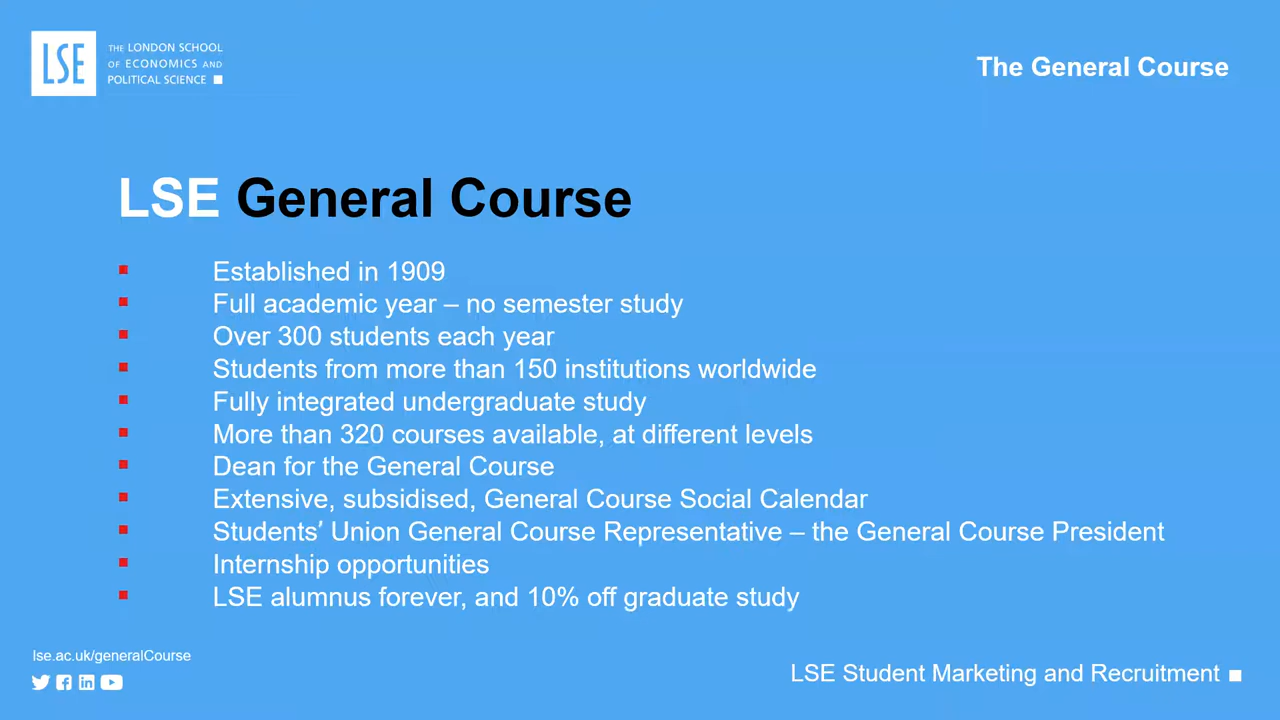 LSE
THE LONDON SCHOOL
OF ECONOMICS AND
POLITICAL SCIENCE
The General Course
LSE General Course
Established in 1909
Full academic year – no semester study
Over 300 students each year
Students from more than 150 institutions worldwide
Fully integrated undergraduate study
More than 320 courses available, at different levels
Dean for the General Course
Extensive, subsidised, General Course Social Calendar
Students’ Union General Course Representative – the General Course President
Internship opportunities
LSE alumnus forever, and 10% off graduate study
lse.ac.uk/generalCourse
LSE Student Marketing and Recruitment